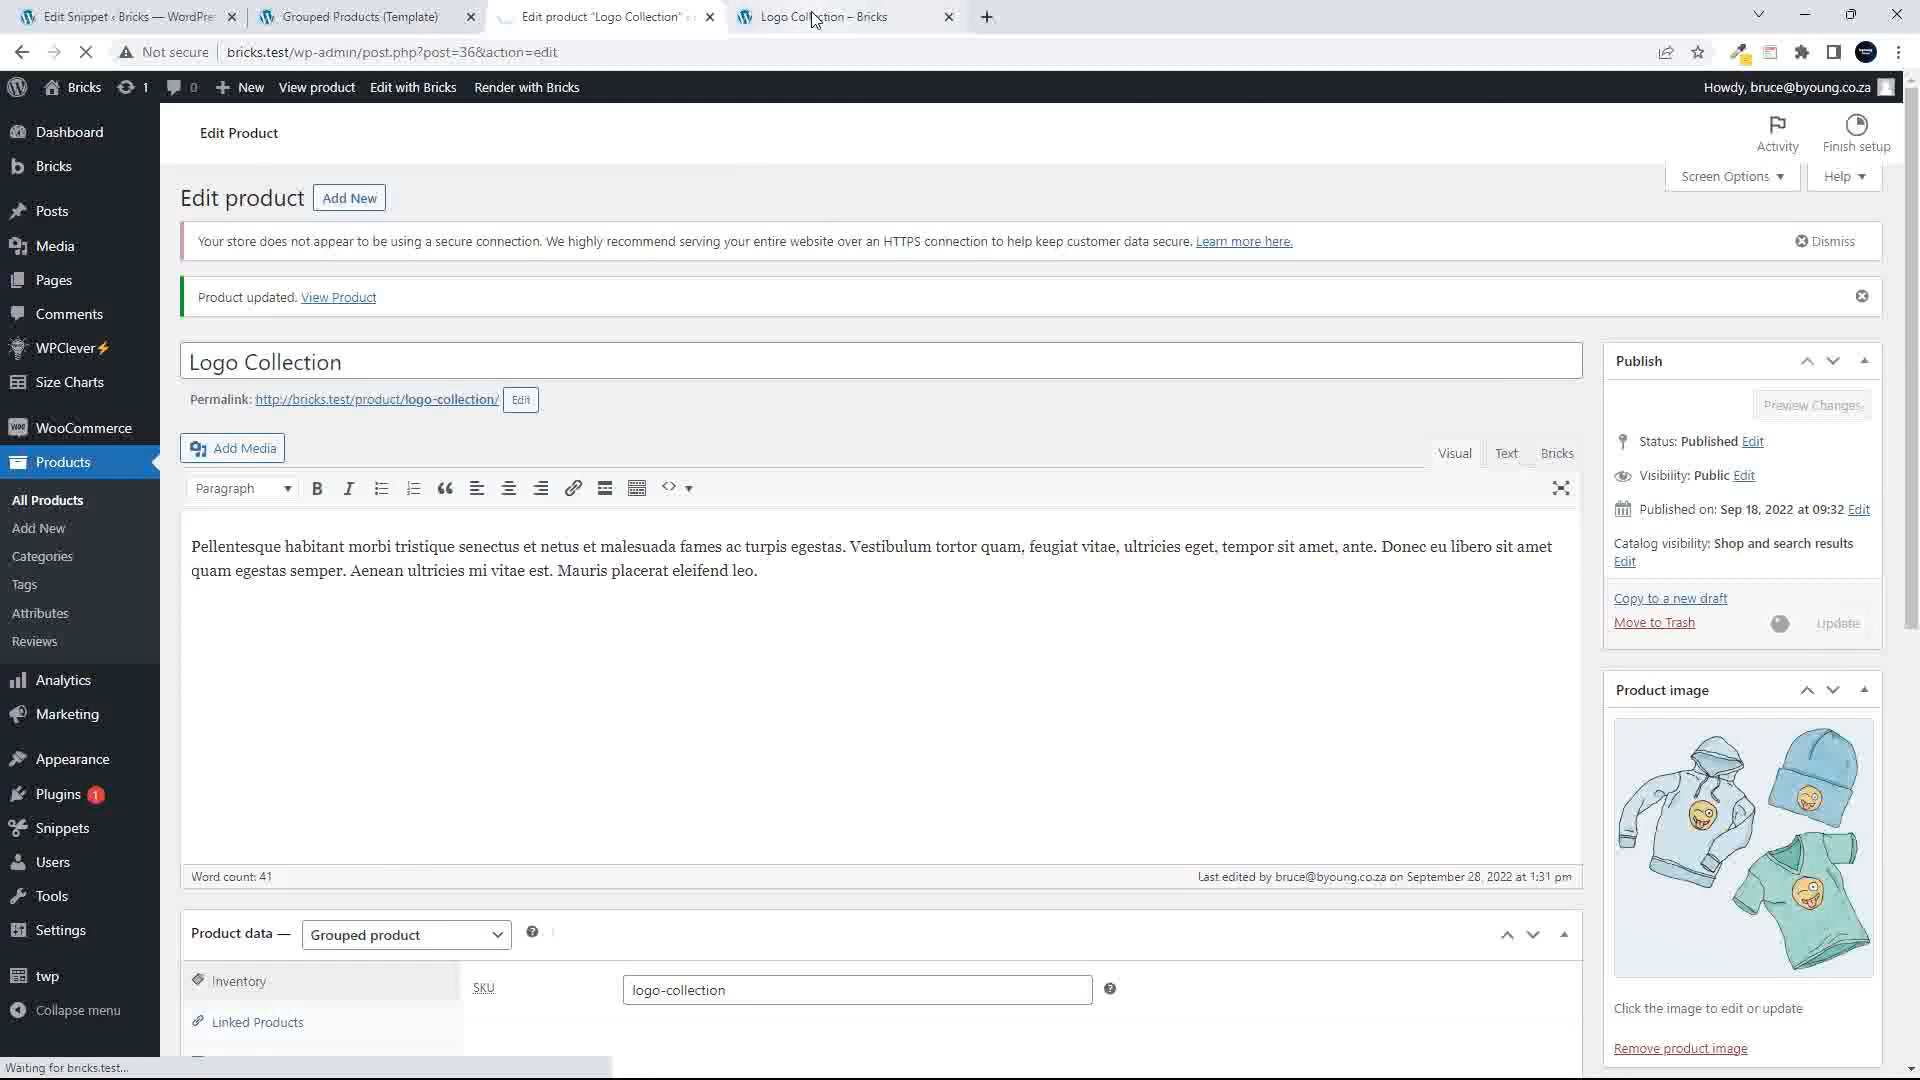 Edit Snippet ‹ Bricks — WordPre
Grouped Products (Template)
Edit product "Logo Collection"
Logo Collection – Bricks
Not secure
bricks.test/wp-admin/post.php?post=36&action=edit
Bricks
1
0
New
View product
Edit with Bricks
Render with Bricks
Howdy, bruce@byoung.co.za
Dashboard
Bricks
Posts
Media
Pages
Comments
WPClever⚡
Size Charts
WooCommerce
Products
All Products
Add New
Categories
Tags
Attributes
Reviews
Analytics
Marketing
Appearance
Plugins 1
Snippets
Users
Tools
Settings
twp
Collapse menu
Edit Product
Activity
Finish setup
Screen Options
Help
Edit product
Add New
Your store does not appear to be using a secure connection. We highly recommend serving your entire website over an HTTPS connection to help keep customer data secure. Learn more here.
Dismiss
Product updated. View Product
Logo Collection
Permalink: http://bricks.test/product/logo-collection/ Edit
Add Media
Visual
Text
Bricks
Paragraph
Pellentesque habitant morbi tristique senectus et netus et malesuada fames ac turpis egestas. Vestibulum tortor quam, feugiat vitae, ultricies eget, tempor sit amet, ante. Donec eu libero sit amet
quam egestas semper. Aenean ultricies mi vitae est. Mauris placerat eleifend leo.
Word count: 41
Last edited by bruce@byoung.co.za on September 28, 2022 at 1:31 pm
Product data —
Grouped product
Inventory
Linked Products
SKU
logo-collection
Publish
Preview Changes
Status: Published Edit
Visibility: Public Edit
Published on: Sep 18, 2022 at 09:32 Edit
Catalog visibility: Shop and search results
Edit
Copy to a new draft
Move to Trash
Update
Product image
Click the image to edit or update
Remove product image
Waiting for bricks.test...